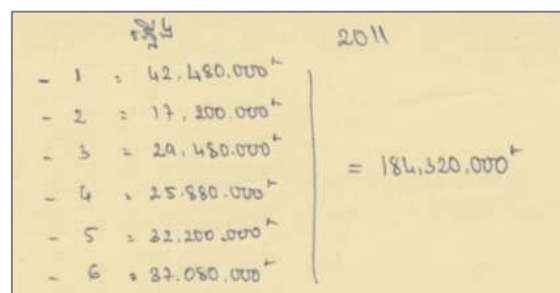 2011
- 1 = 42.480.000៛
- 2 = 17.200.000៛
- 3 = 29.480.000៛
- 4 = 25.880.000៛
- 5 = 32.200.000៛
- 6 = 37.080.000៛
= 184.320.000៛